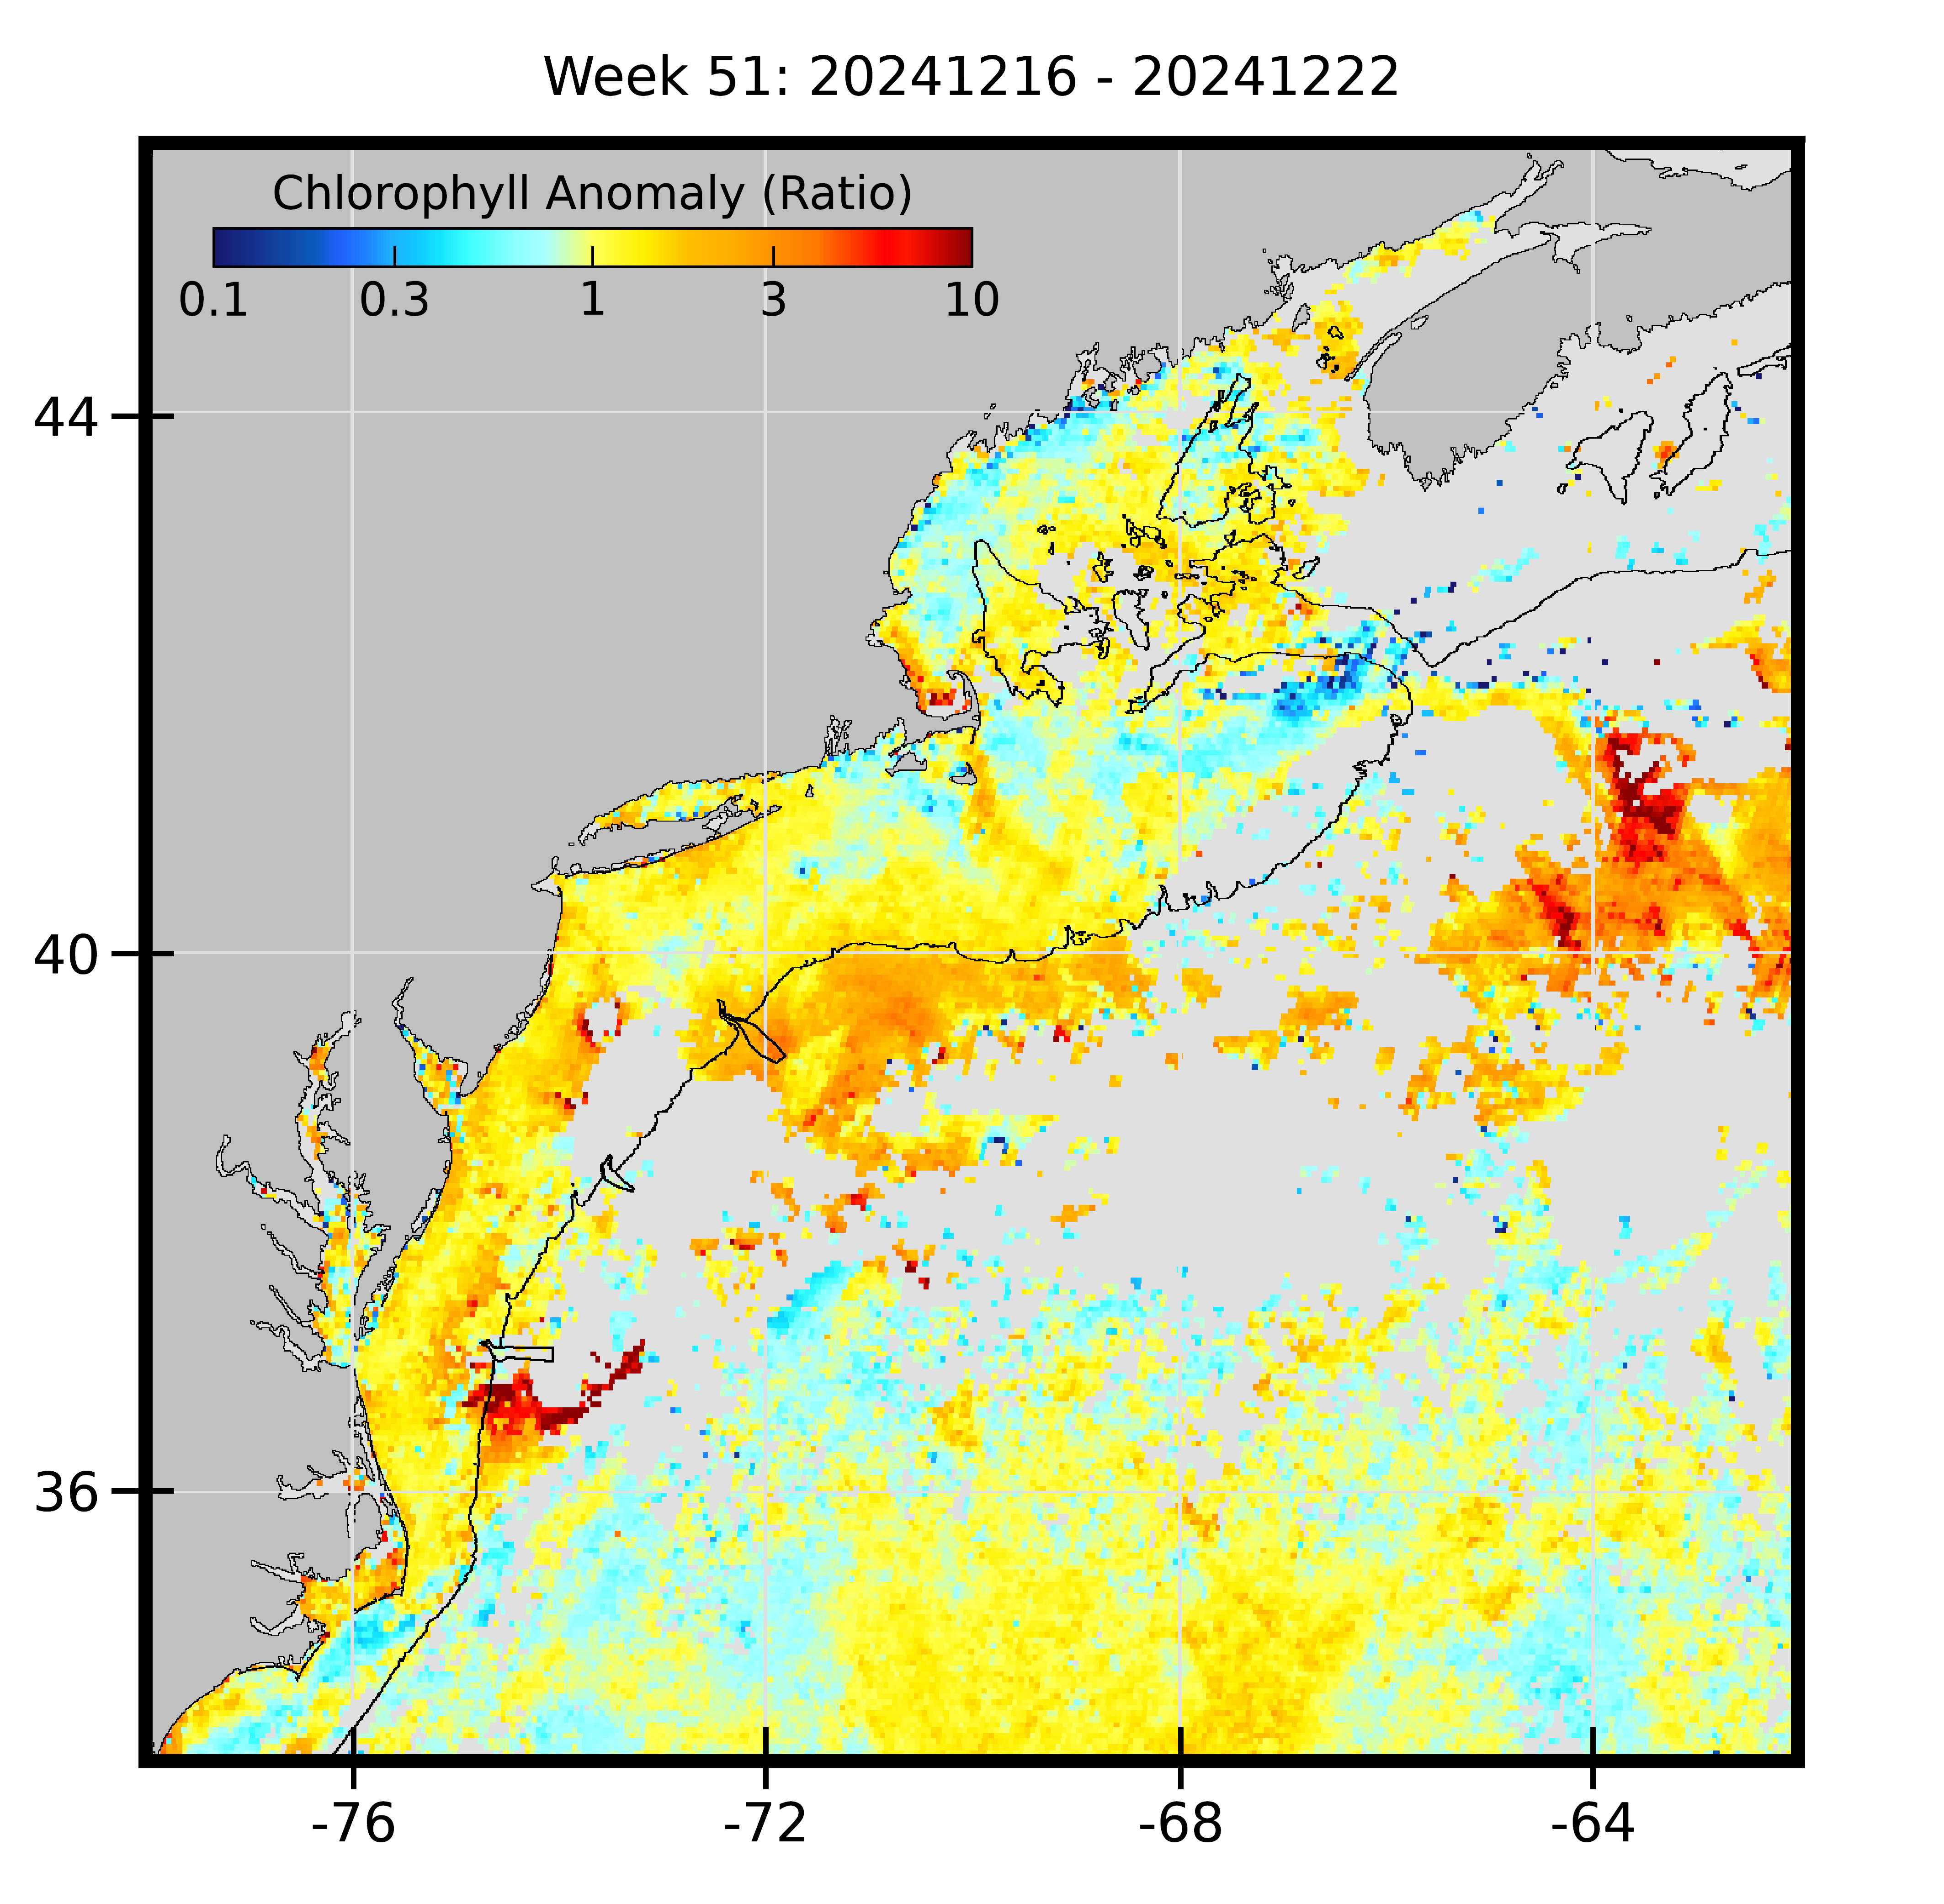 Week 51: 20241216 - 20241222
Chlorophyll Anomaly (Ratio)
0.1 0.3 1 3 10
44
40
36
-76 -72 -68 -64